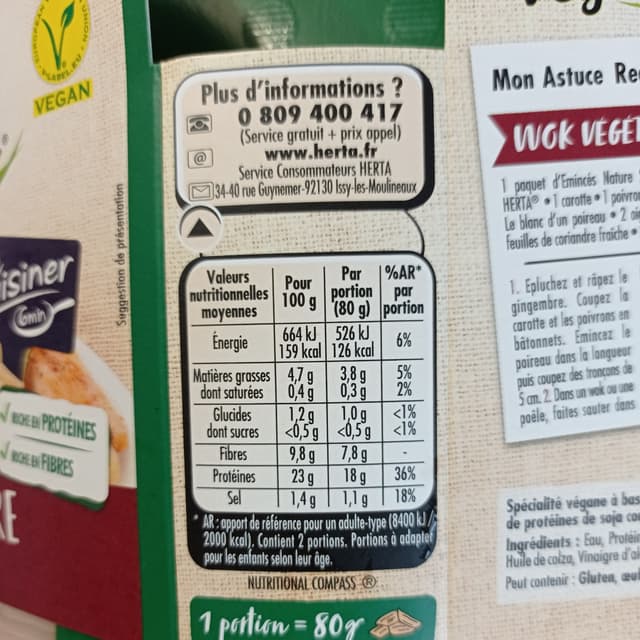 VEGAN
Suggestion de présentation
isiner
6min
RICHE EN PROTÉINES
RICHE EN FIBRES
RE
Plus d'informations ?
0 809 400 417
(Service gratuit + prix appel)
www.herta.fr
Service Consommateurs HERTA
34-40 rue Guynemer-92130 Issy-les-Moulineaux
Valeurs nutritionnelles moyennes Pour 100 g Par portion (80 g) %AR* par portion
Énergie 664 kJ 526 kJ 6%
159 kcal 126 kcal
Matières grasses 4,7 g 3,8 g 5%
dont saturées 0,4 g 0,3 g 2%
Glucides 1,2 g 1,0 g <1%
dont sucres <0,5 g <0,5 g <1%
Fibres 9,8 g 7,8 g -
Protéines 23 g 18 g 36%
Sel 1,4 g 1,1 g 18%
* AR : apport de référence pour un adulte-type (8400 kJ/
2000 kcal). Contient 2 portions. Portions à adapter
pour les enfants selon leur âge.
NUTRITIONAL COMPASS ®
1 portion = 80g
Mon Astuce Re
WOK VÉGÉT
1 paquet d'Emincés Nature
HERTA® • 1 carotte • 1 poivro
Le blanc d'un poireau • 2
feuilles de coriandre fraîche •
1. Epluchez et râpez le
gingembre. Coupez la
carotte et les poivrons en
bâtonnets. Emincez le
poireau dans la longueur
puis coupez des tronçons de
5 cm. 2. Dans un wok ou une
poêle, faites sauter dans
Spécialité végane à bas
de protéines de soja
Ingrédients : Eau, Protéin
Huile de colza, Vinaigre d'al
Peut contenir : Gluten, œuf